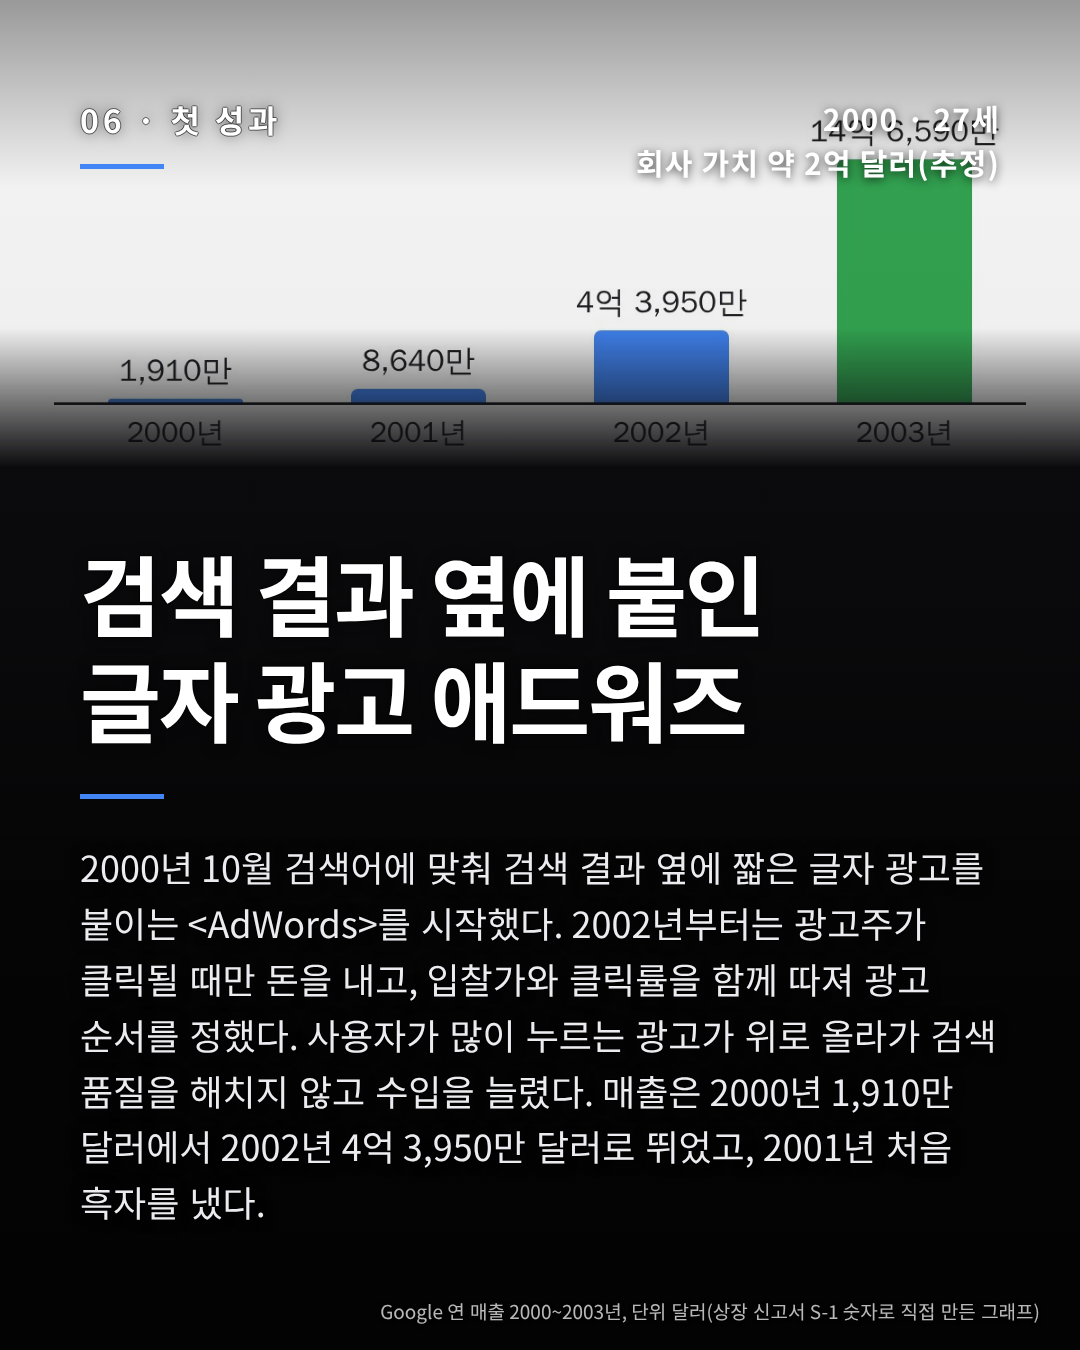 06 · 첫 성과
2000 · 27세
14억 6,590만
회사 가치 약 2억 달러(추정)
4억 3,950만
8,640만
1,910만
2000년
2001년
2002년
2003년
검색 결과 옆에 붙인
글자 광고 애드워즈
2000년 10월 검색어에 맞춰 검색 결과 옆에 짧은 글자 광고를
붙이는 <AdWords>를 시작했다. 2002년부터는 광고주가
클릭될 때만 돈을 내고, 입찰가와 클릭률을 함께 따져 광고
순서를 정했다. 사용자가 많이 누르는 광고가 위로 올라가 검색
품질을 해치지 않고 수입을 늘렸다. 매출은 2000년 1,910만
달러에서 2002년 4억 3,950만 달러로 뛰었고, 2001년 처음
흑자를 냈다.
Google 연 매출 2000~2003년, 단위 달러(상장 신고서 S-1 숫자로 직접 만든 그래프)